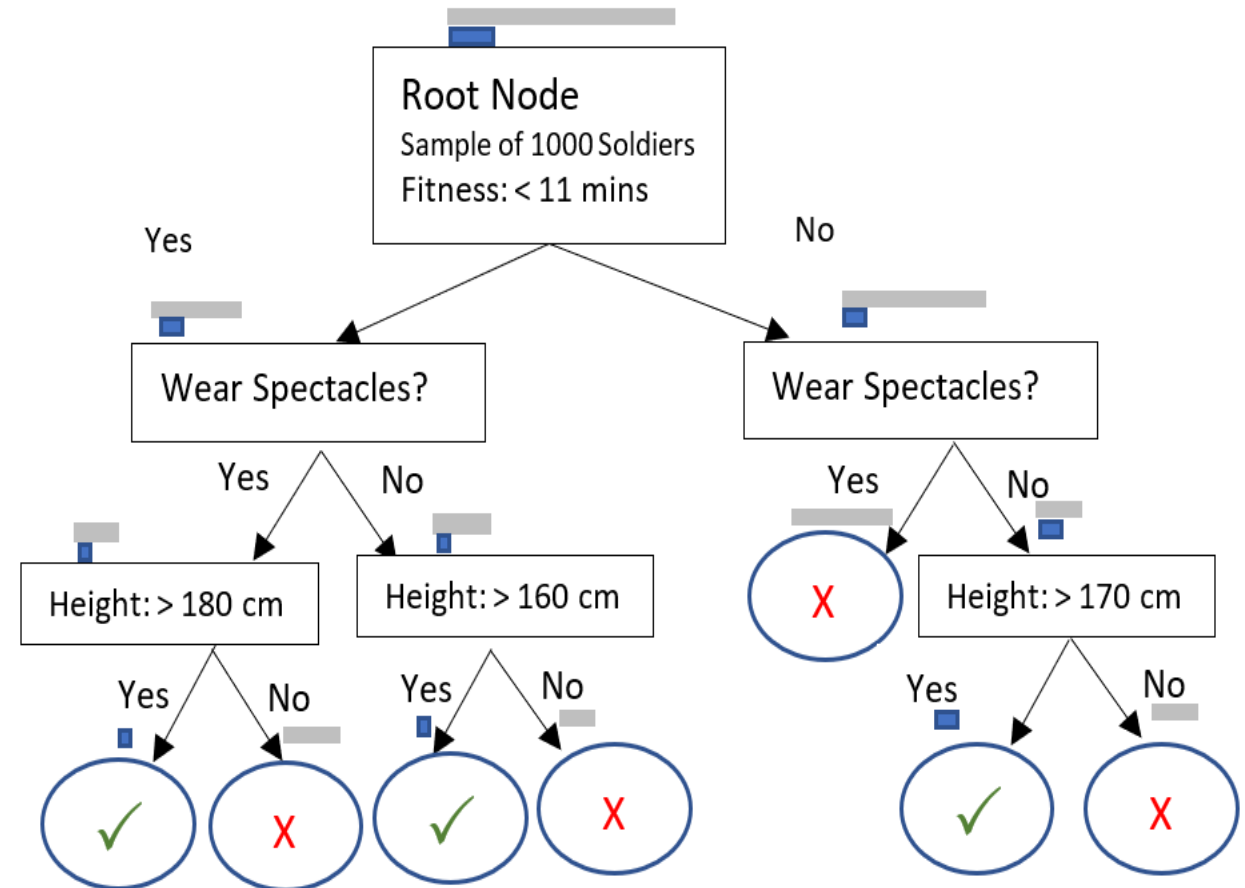 Root Node
Sample of 1000 Soldiers
Fitness: < 11 mins
Yes
No
Wear Spectacles?
Wear Spectacles?
Yes
No
Yes
No
Height: > 180 cm
Height: > 160 cm
X
Height: > 170 cm
Yes
No
Yes
No
Yes
No
✓
X
✓
X
✓
X